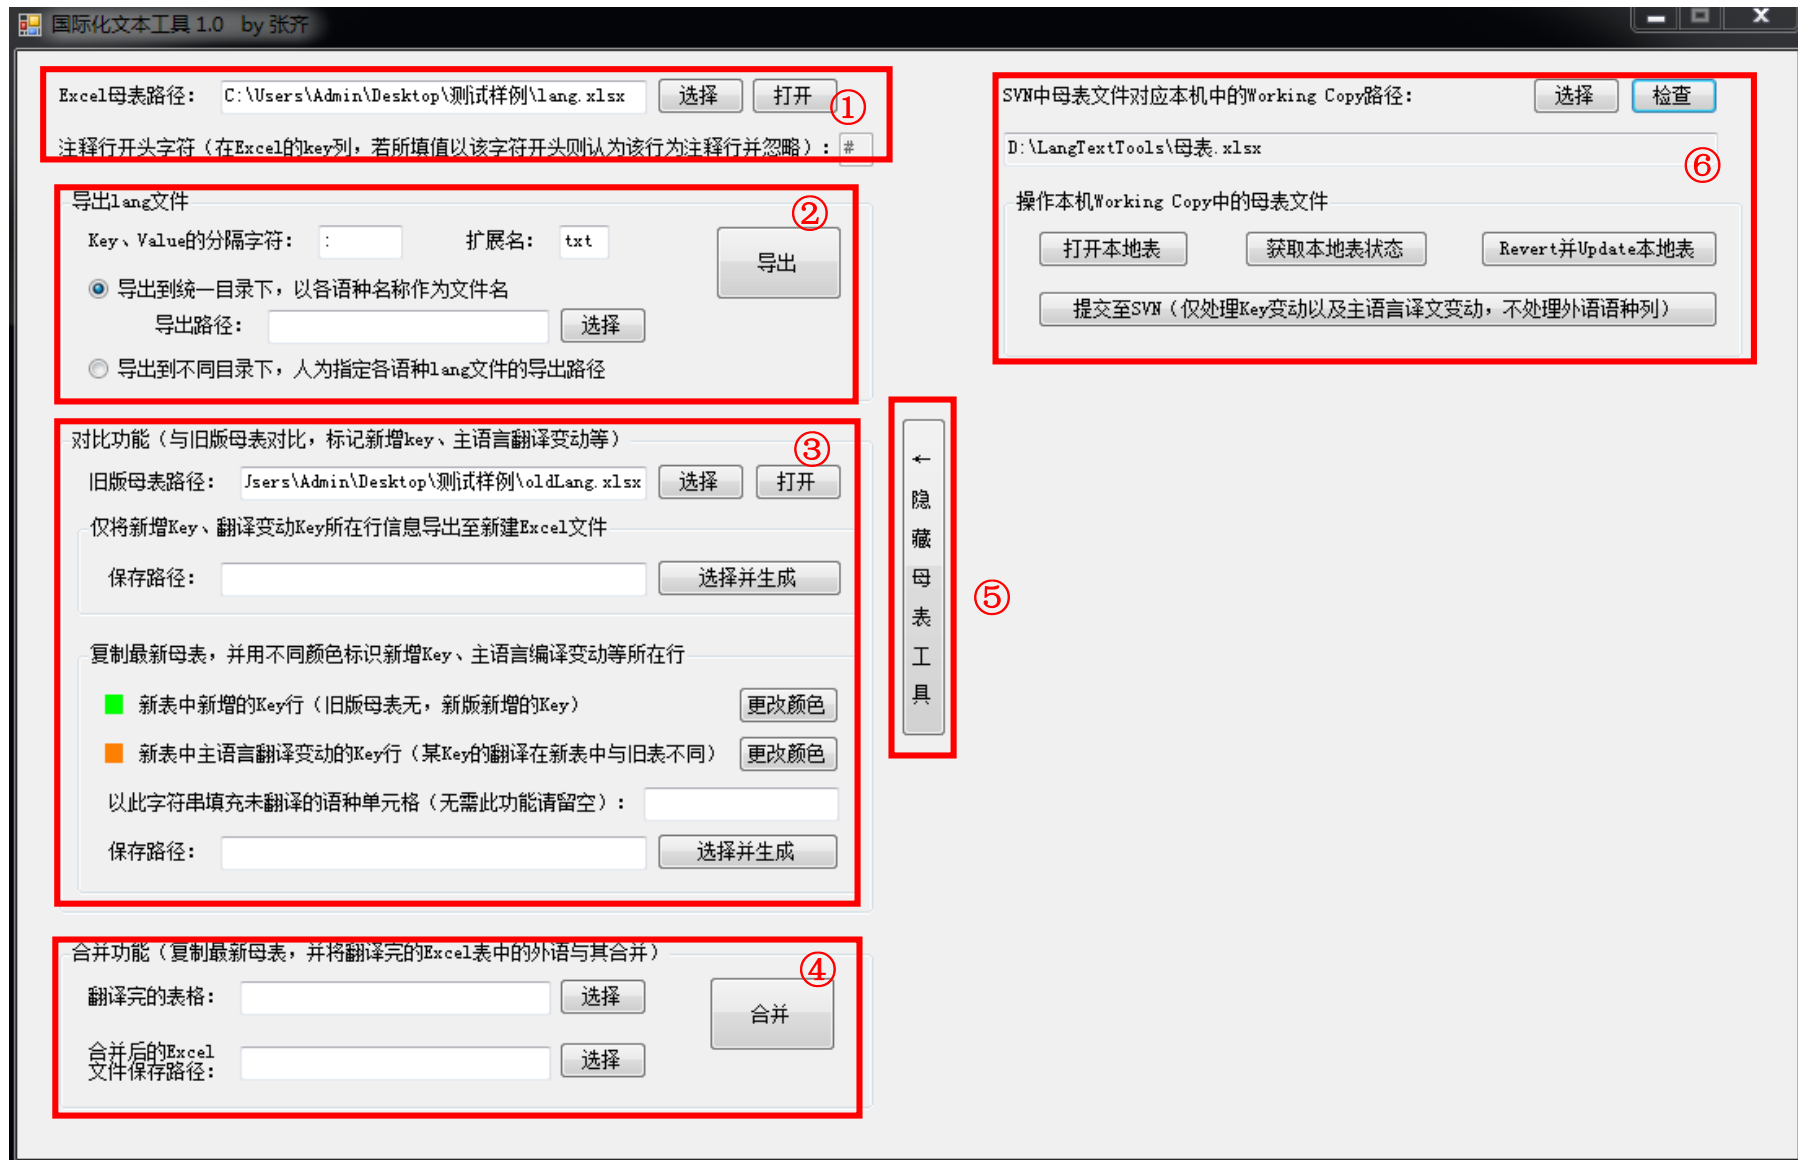 国际化文本工具 1.0   by 张齐
Excel母表路径： C:\Users\Admin\Desktop\测试样例\lang.xlsx 选择 打开 ①
注释行开头字符（在Excel的key列，若所填值以该字符开头则认为该行为注释行并忽略）： #
导出lang文件 ②
Key、Value的分隔字符： : 扩展名： txt 导出
导出到统一目录下，以各语种名称作为文件名
导出路径： 选择
导出到不同目录下，人为指定各语种lang文件的导出路径
对比功能（与旧版母表对比，标记新增key、主语言翻译变动等） ③
旧版母表路径： Jsers\Admin\Desktop\测试样例\oldLang.xlsx 选择 打开
仅将新增Key、翻译变动Key所在行信息导出至新建Excel文件
保存路径： 选择并生成
复制最新母表，并用不同颜色标识新增Key、主语言编译变动等所在行
新表中新增的Key行（旧版母表无，新版新增的Key） 更改颜色
新表中主语言翻译变动的Key行（某Key的翻译在新表中与旧表不同） 更改颜色
以此字符串填充未翻译的语种单元格（无需此功能请留空）：
保存路径： 选择并生成
合并功能（复制最新母表，并将翻译完的Excel表中的外语与其合并） ④
翻译完的表格： 选择 合并
合并后的Excel
文件保存路径： 选择
←
隐
藏
母
表
工
具
⑤
SVN中母表文件对应本机中的Working Copy路径： 选择 检查
D:\LangTextTools\母表.xlsx ⑥
操作本机Working Copy中的母表文件
打开本地表 获取本地表状态 Revert并Update本地表
提交至SVN（仅处理Key变动以及主语言译文变动，不处理外语语种列）